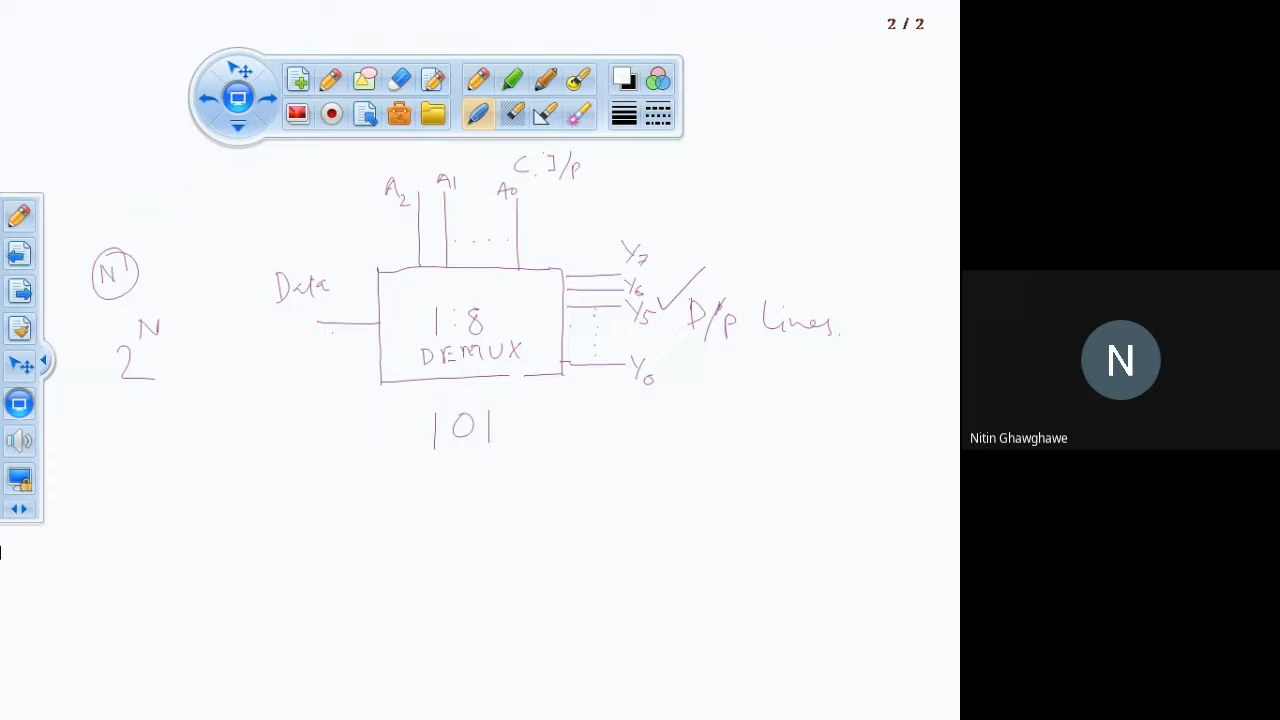 2 / 2
C. I/p
A2 A1 A0
Y7
N
Data
Y6
Y5
1:8
O/p lines.
N
2
DEMUX
Y0
101
N
Nitin Ghawghawe